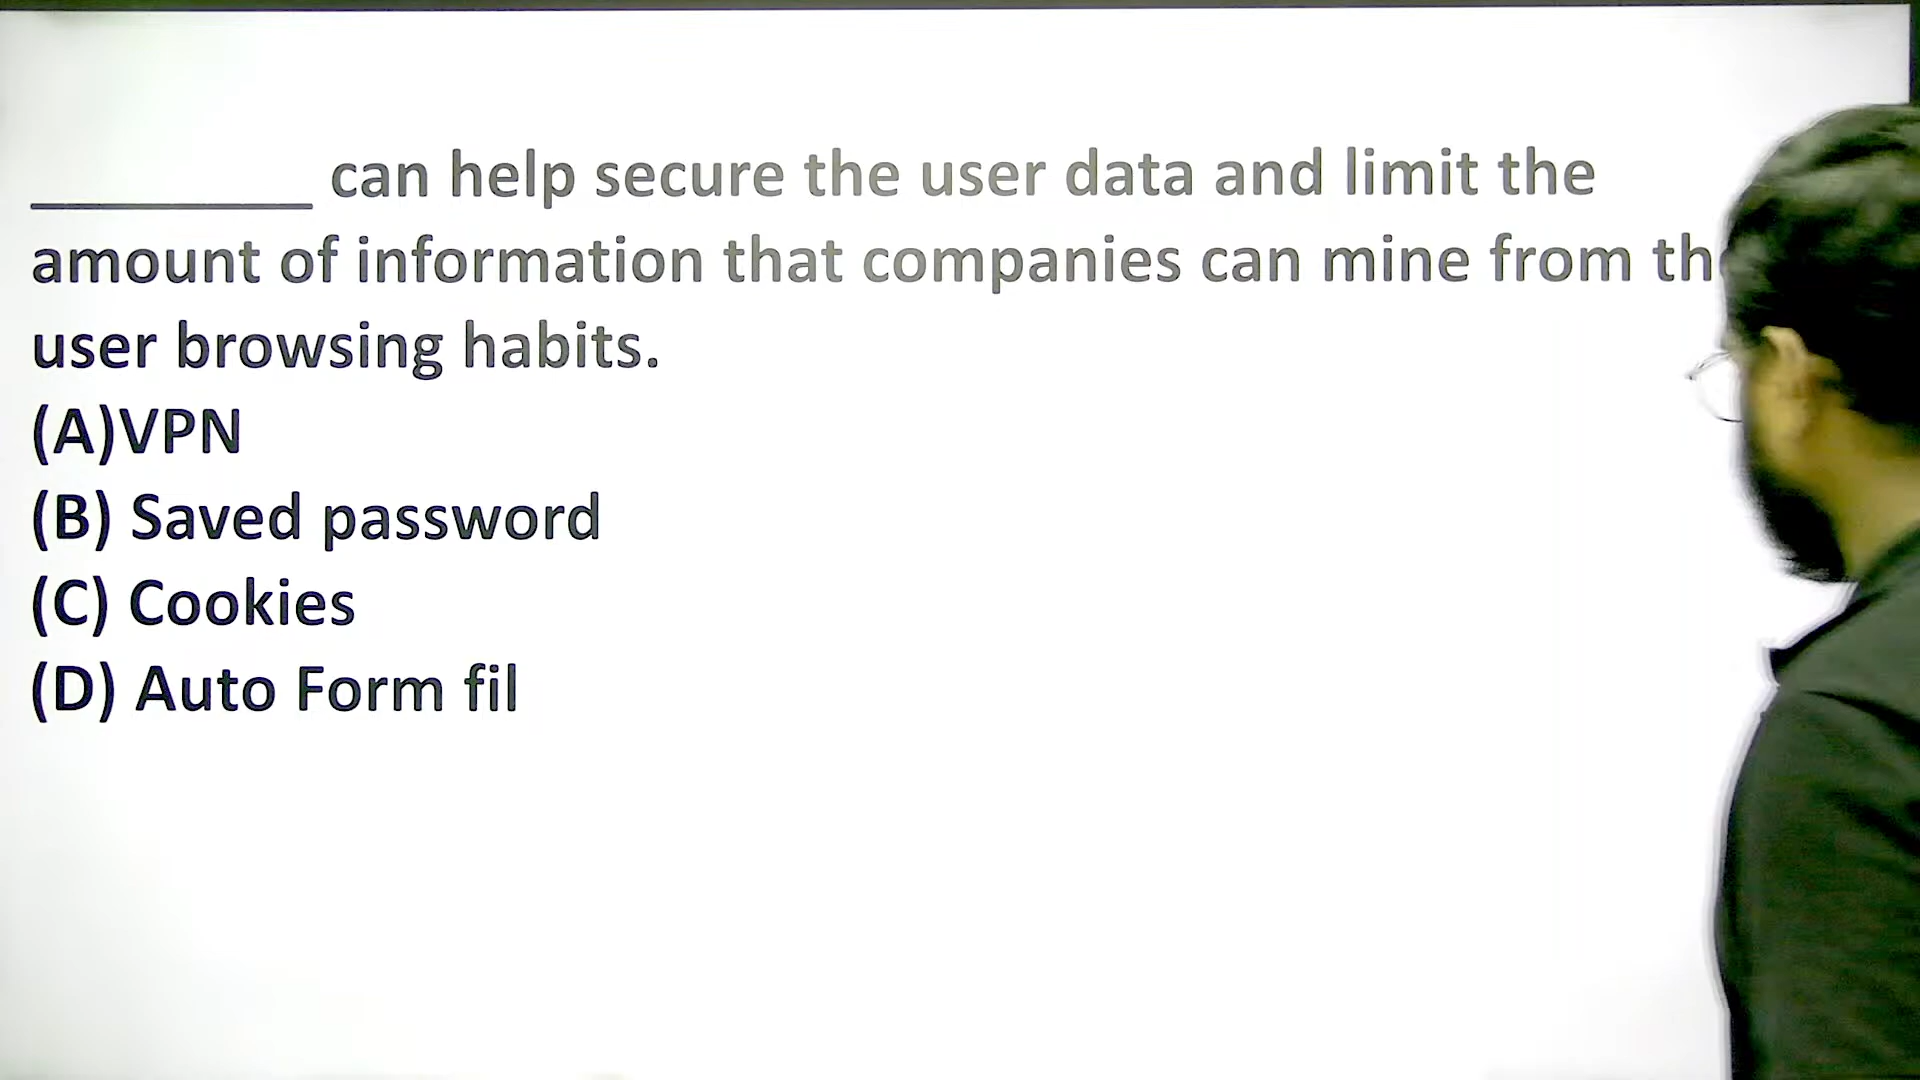 ________ can help secure the user data and limit the
amount of information that companies can mine from th
user browsing habits.
(A)VPN
(B) Saved password
(C) Cookies
(D) Auto Form fil